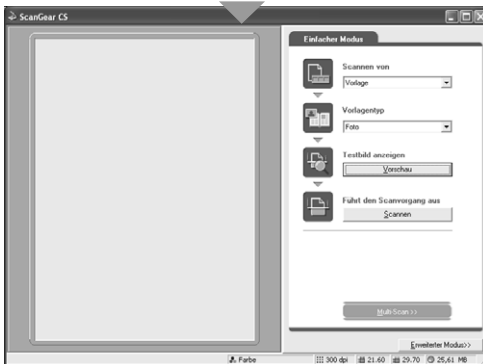 ScanGear CS
Einfacher Modus
Scannen von
Vorlage
Vorlagentyp
Foto
Testbild anzeigen
Vorschau
Führt den Scanvorgang aus
Scannen
Multi-Scan >>
Erweiterter Modus>>
Farbe 300 dpi 21.60 29.70 25,61 MB